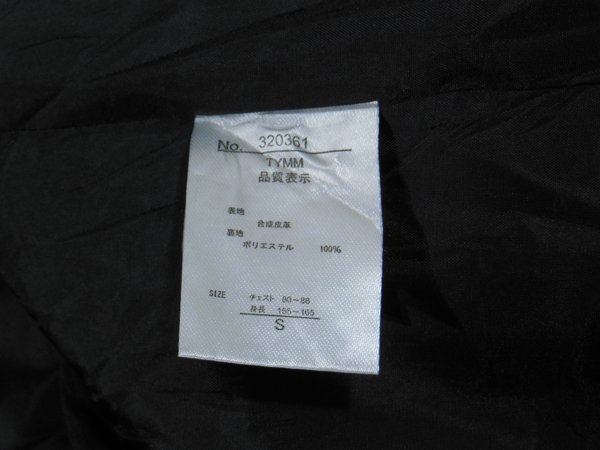 No. 320361
TYMM
品質表示
表地
合成皮革
裏地
ポリエステル 100%
SIZE チェスト 80~88
身長 155~165
S